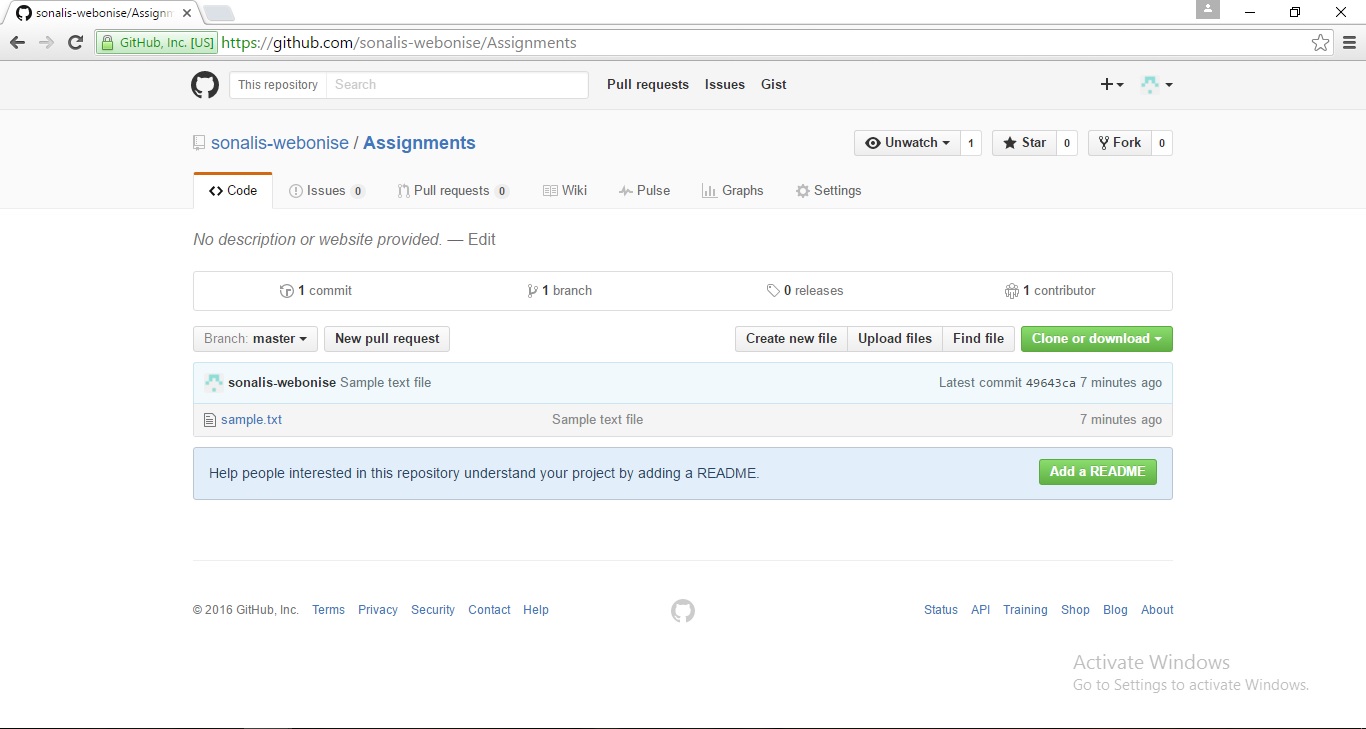 sonalis-webonise/Assignm
GitHub, Inc. [US] https://github.com/sonalis-webonise/Assignments
This repository Search Pull requests Issues Gist
sonalis-webonise / Assignments Unwatch 1 Star 0 Fork 0
Code Issues 0 Pull requests 0 Wiki Pulse Graphs Settings
No description or website provided. — Edit
1 commit 1 branch 0 releases 1 contributor
Branch: master New pull request Create new file Upload files Find file Clone or download
sonalis-webonise Sample text file Latest commit 49643ca 7 minutes ago
sample.txt Sample text file 7 minutes ago
Help people interested in this repository understand your project by adding a README. Add a README
© 2016 GitHub, Inc. Terms Privacy Security Contact Help Status API Training Shop Blog About
Activate Windows
Go to Settings to activate Windows.